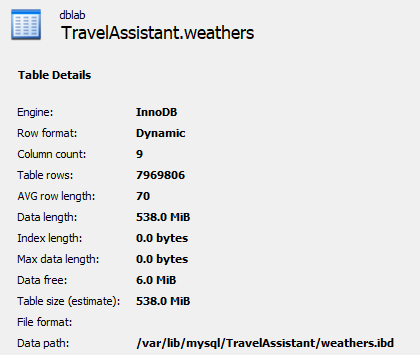 dblab
TravelAssistant.weathers
Table Details
Engine: InnoDB
Row format: Dynamic
Column count: 9
Table rows: 7969806
AVG row length: 70
Data length: 538.0 MiB
Index length: 0.0 bytes
Max data length: 0.0 bytes
Data free: 6.0 MiB
Table size (estimate): 538.0 MiB
File format:
Data path: /var/lib/mysql/TravelAssistant/weathers.ibd